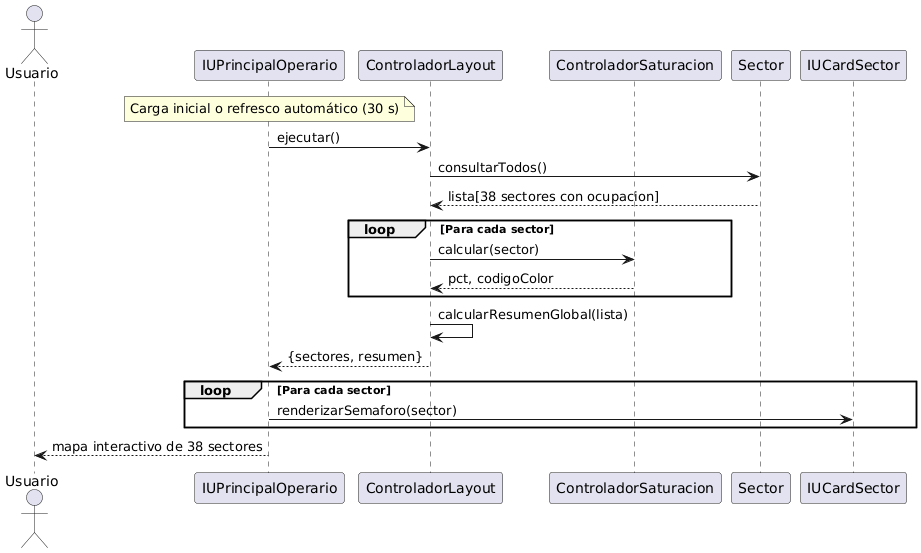 Usuario
IUPrincipalOperario
ControladorLayout
ControladorSaturacion
Sector
IUCardSector
Carga inicial o refresco automático (30 s)
ejecutar()
consultarTodos()
lista[38 sectores con ocupacion]
loop
[Para cada sector]
calcular(sector)
pct, codigoColor
calcularResumenGlobal(lista)
{sectores, resumen}
loop
[Para cada sector]
renderizarSemaforo(sector)
mapa interactivo de 38 sectores
Usuario
IUPrincipalOperario
ControladorLayout
ControladorSaturacion
Sector
IUCardSector